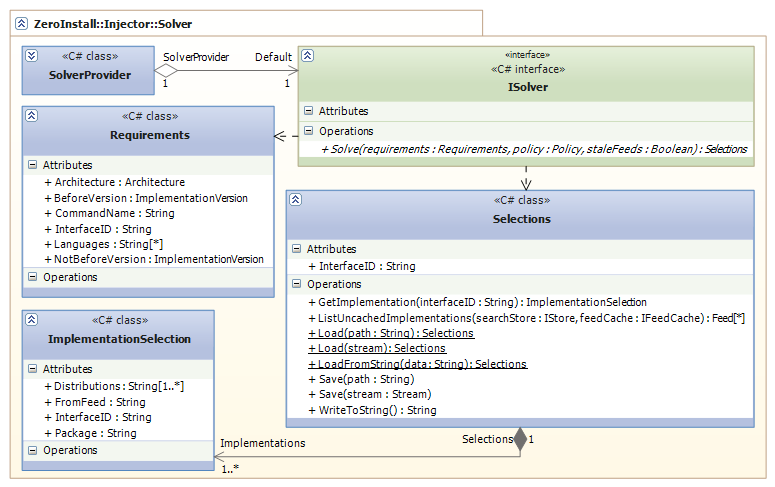 ZeroInstall::Injector::Solver
«C# class»
SolverProvider
SolverProvider
Default
1
1
«interface»
«C# interface»
ISolver
Attributes
Operations
+ Solve(requirements : Requirements, policy : Policy, staleFeeds : Boolean) : Selections
«C# class»
Requirements
Attributes
+ Architecture : Architecture
+ BeforeVersion : ImplementationVersion
+ CommandName : String
+ InterfaceID : String
+ Languages : String[*]
+ NotBeforeVersion : ImplementationVersion
Operations
«C# class»
Selections
Attributes
+ InterfaceID : String
Operations
+ GetImplementation(interfaceID : String) : ImplementationSelection
+ ListUncachedImplementations(searchStore : IStore, feedCache : IFeedCache) : Feed[*]
+ Load(path : String) : Selections
+ Load(stream) : Selections
+ LoadFromString(data : String) : Selections
+ Save(path : String)
+ Save(stream : Stream)
+ WriteToString() : String
«C# class»
ImplementationSelection
Attributes
+ Distributions : String[1..*]
+ FromFeed : String
+ InterfaceID : String
+ Package : String
Operations
Selections
1
Implementations
1..*